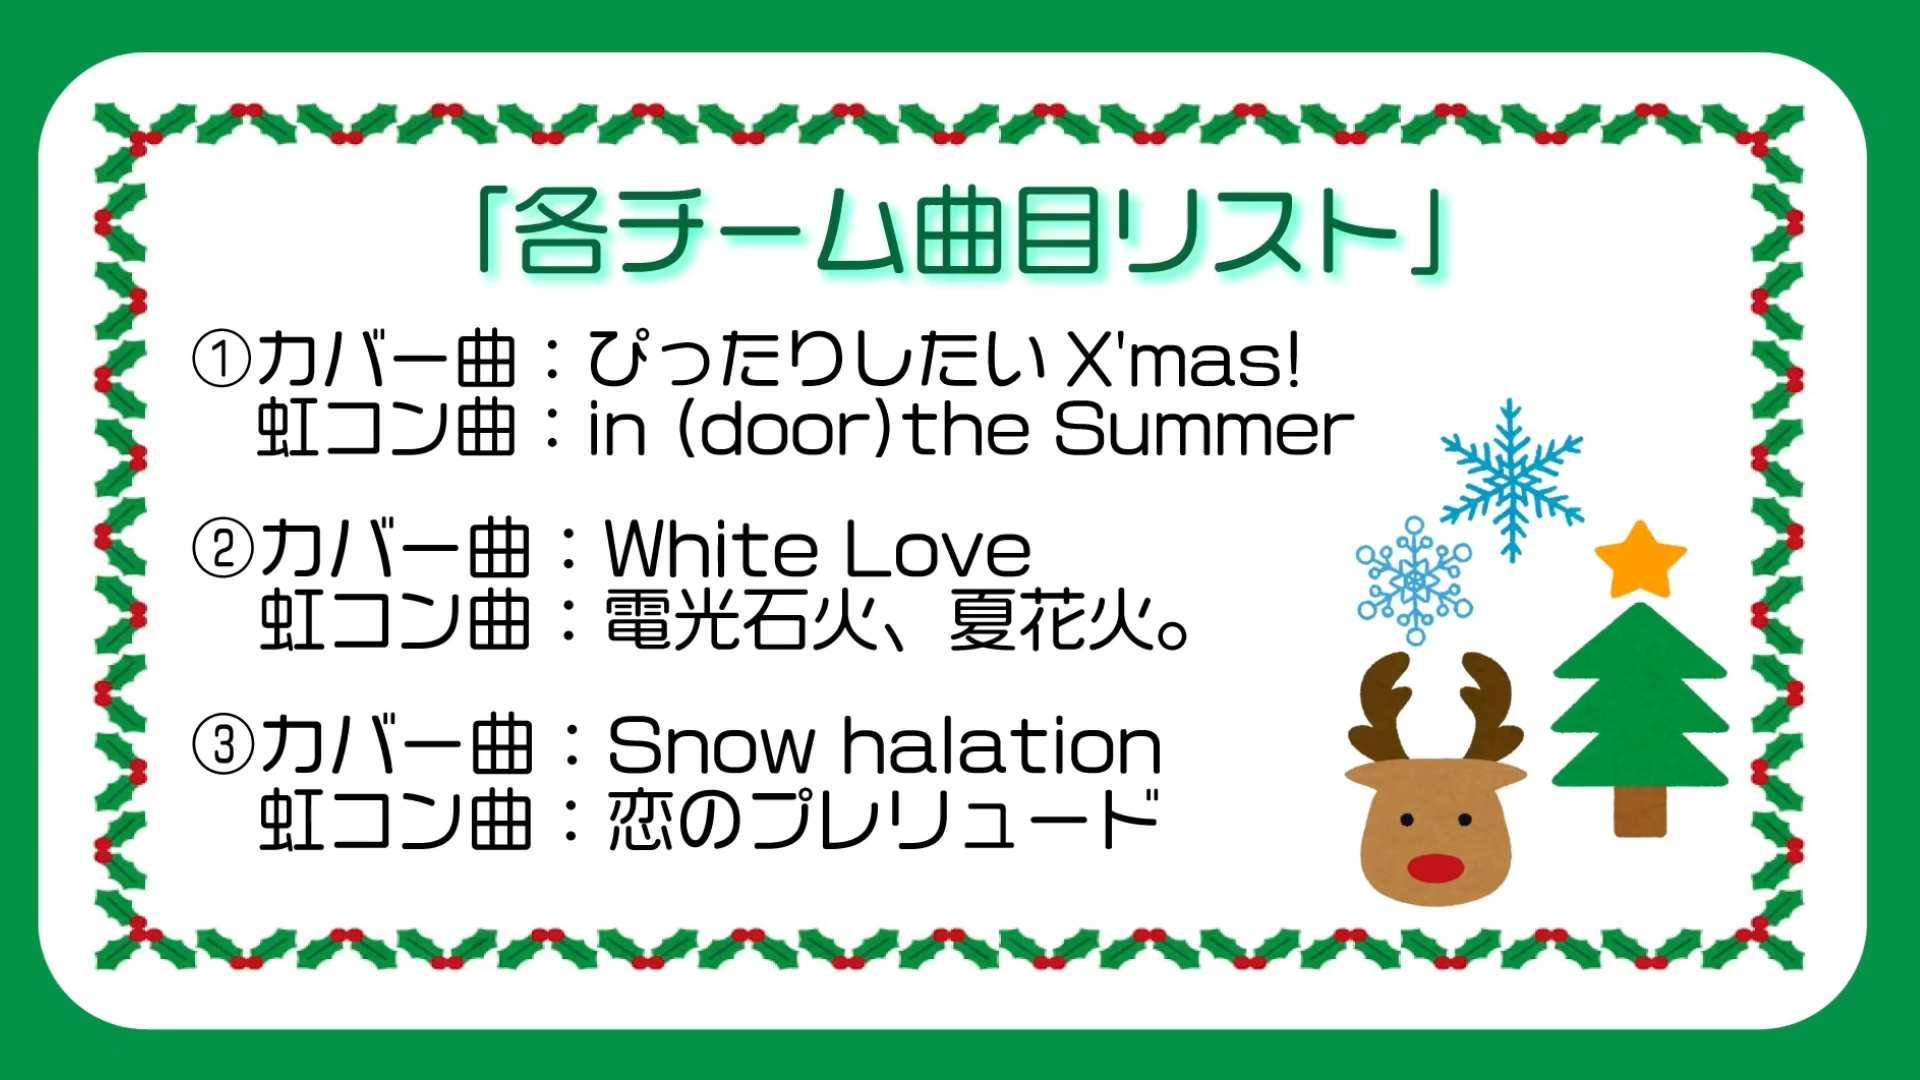 「各チーム曲目リスト」
①カバー曲：ぴったりしたいX'mas!
虹コン曲：in (door)the Summer
②カバー曲：White Love
虹コン曲：電光石火、夏花火。
③カバー曲：Snow halation
虹コン曲：恋のプレリュード